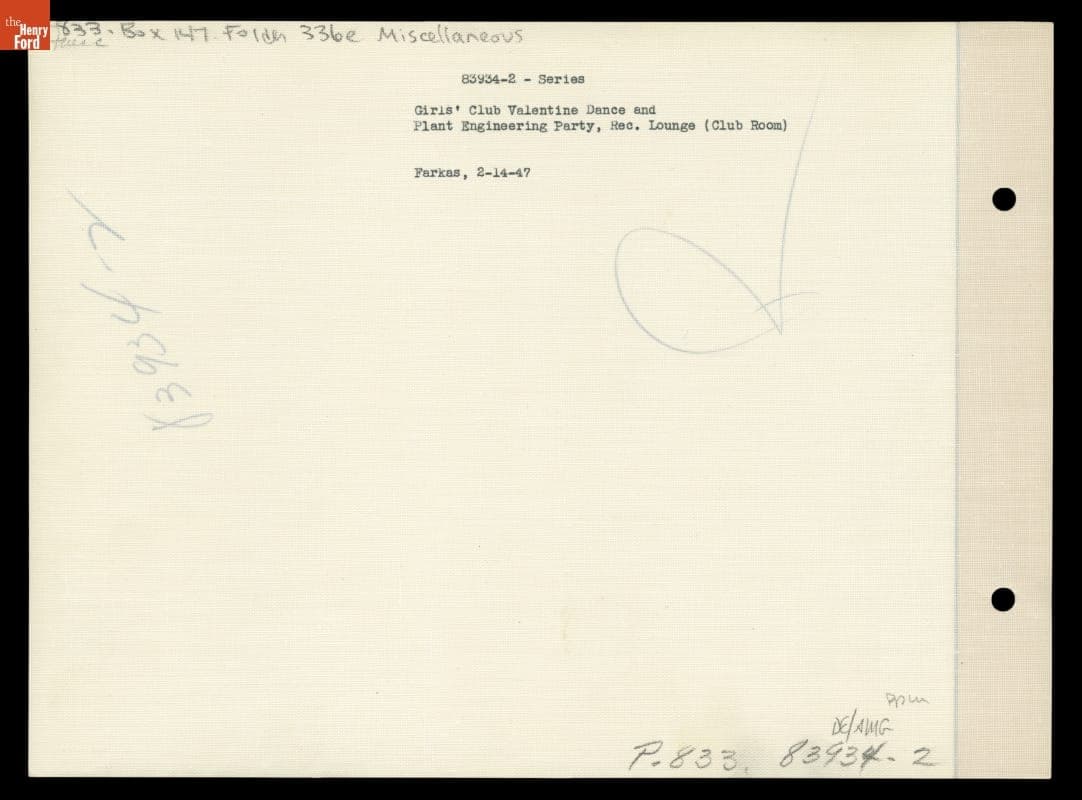 the
Henry
Ford
833. Box 147 Folder 336e Miscellaneous
83934-2 - Series
Girls' Club Valentine Dance and
Plant Engineering Party, Rec. Lounge (Club Room)
Farkas, 2-14-47
83934-2
DE/AMG
P.833. 83934-2